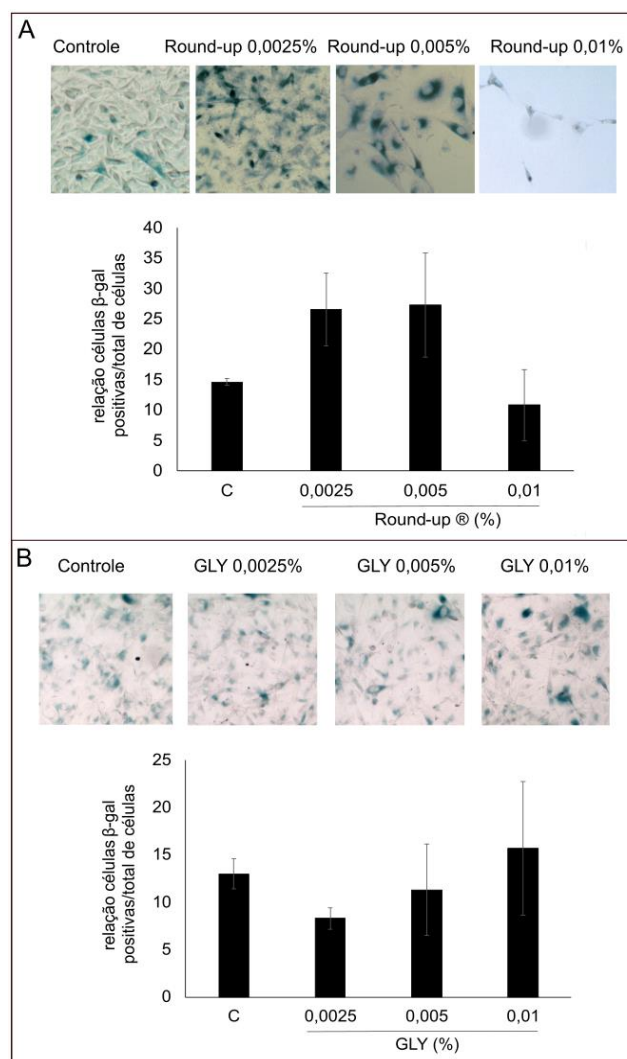 A
Controle
Round-up 0,0025%
Round-up 0,005%
Round-up 0,01%
relação células β-gal
positivas/total de células
40
35
30
25
20
15
10
5
0
C
0,0025
0,005
0,01
Round-up ® (%)
B
Controle
GLY 0,0025%
GLY 0,005%
GLY 0,01%
relação células β-gal
positivas/total de células
25
20
15
10
5
0
C
0,0025
0,005
0,01
GLY (%)